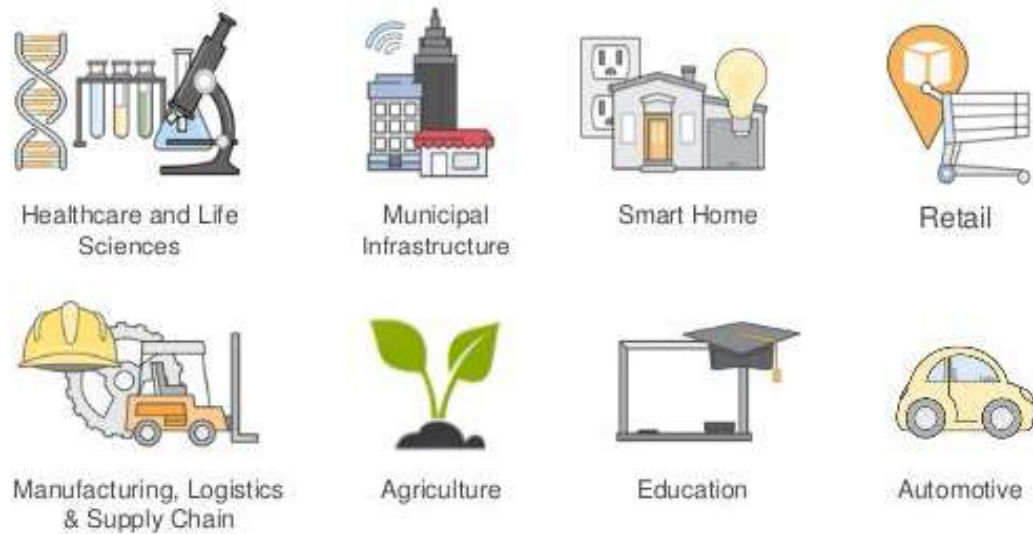 Healthcare and Life
Sciences
Municipal
Infrastructure
Smart Home
Retail
Manufacturing, Logistics
& Supply Chain
Agriculture
Education
Automotive